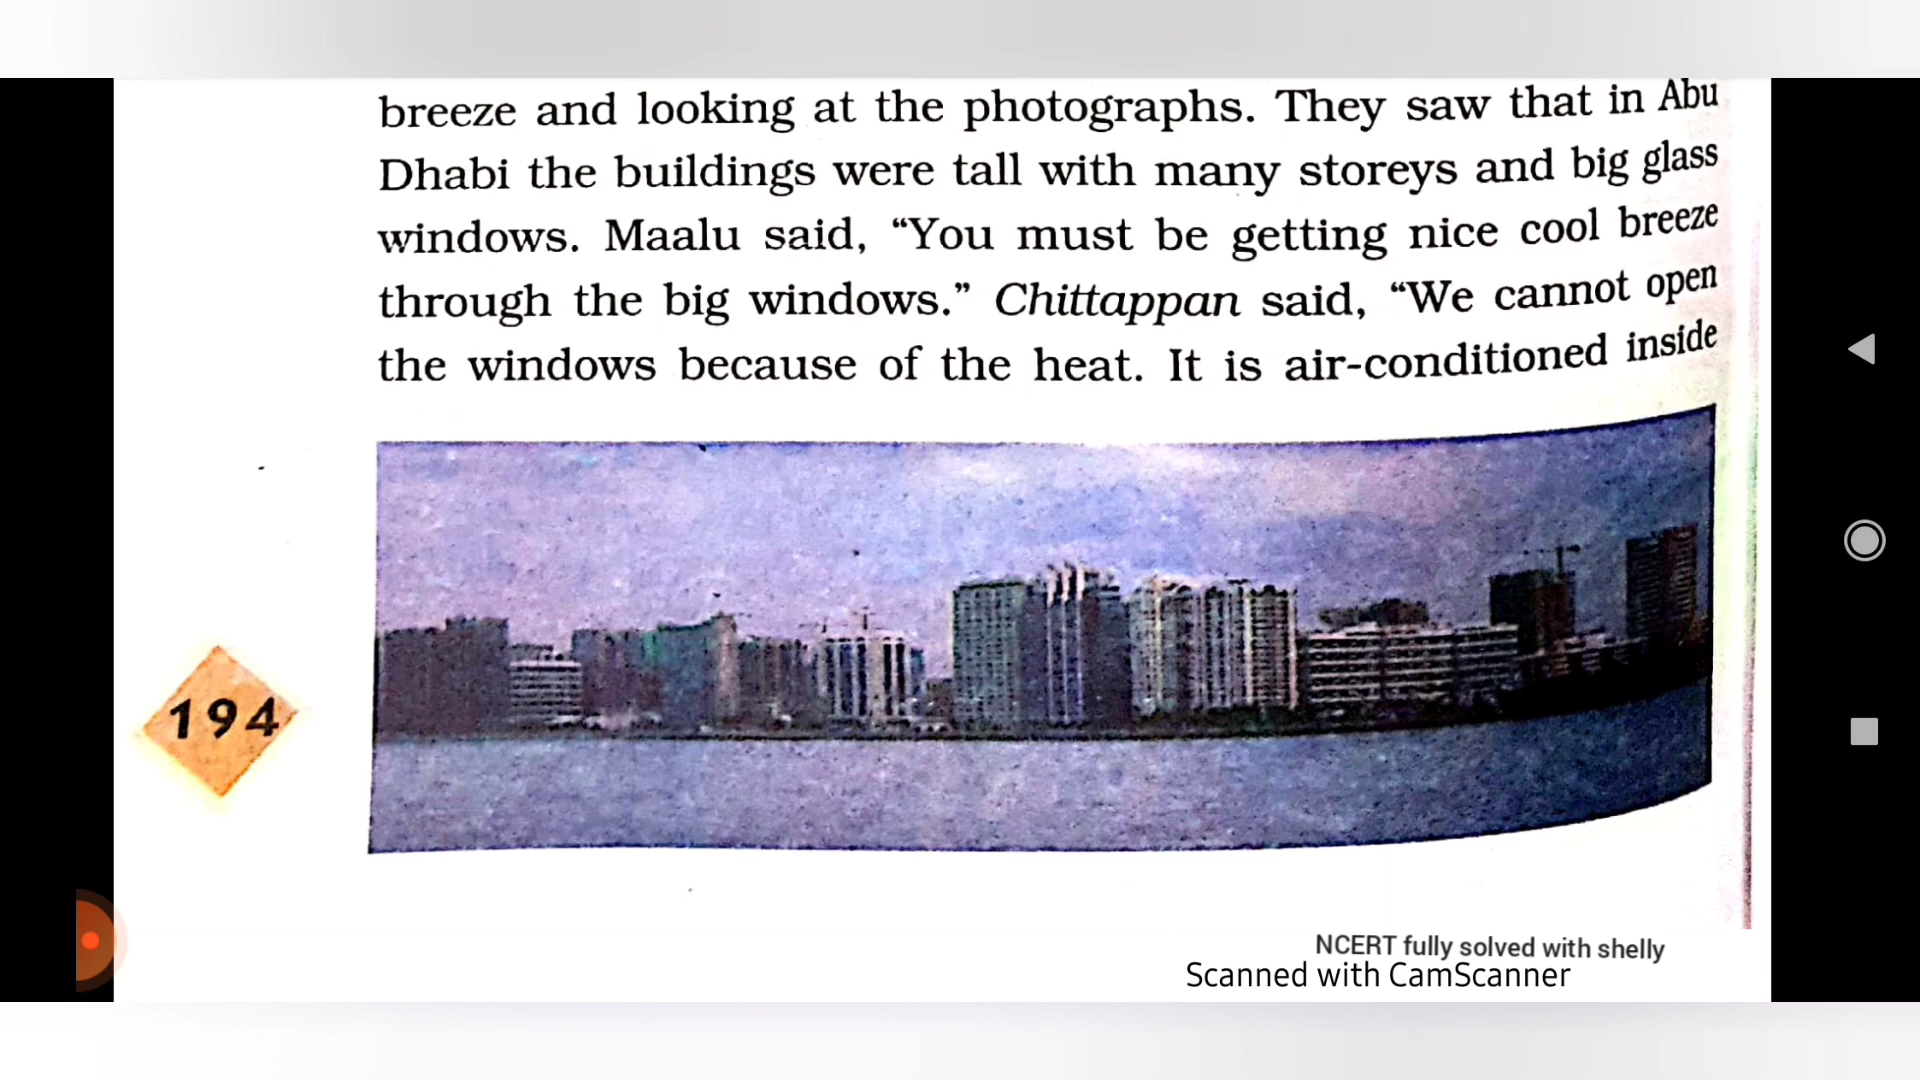 breeze and looking at the photographs. They saw that in Abu
Dhabi the buildings were tall with many storeys and big glass
windows. Maalu said, “You must be getting nice cool breeze
through the big windows.” Chittappan said, “We cannot open
the windows because of the heat. It is air-conditioned inside
194
NCERT fully solved with shelly
Scanned with CamScanner